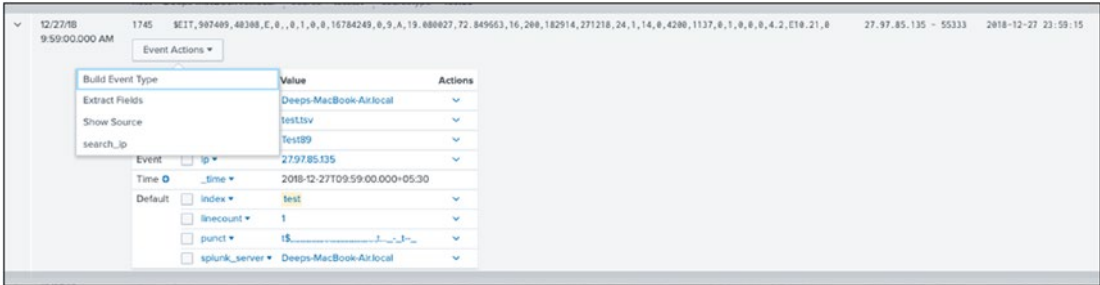 12/27/18 1745 $EIT,907409,40308,E,0,,0,1,0,0,16784249,0,9,A,19.080027,72.849663,16,200,182914,271218,24,1,14,0,4200,1137,0,1,0,0,0,4.2,E10.21,0 27.97.85.135 - 55333 2018-12-27 23:59:15
9:59:00.000 AM
Event Actions
Build Event Type
Extract Fields
Show Source
search_ip
Value Actions
Deeps-MacBook-Air.local
test.tsv
Test89
Event ip 27.97.85.135
Time _time 2018-12-27T09:59:00.000+05:30
Default index test
linecount 1
punct
splunk_server Deeps-MacBook-Air.local